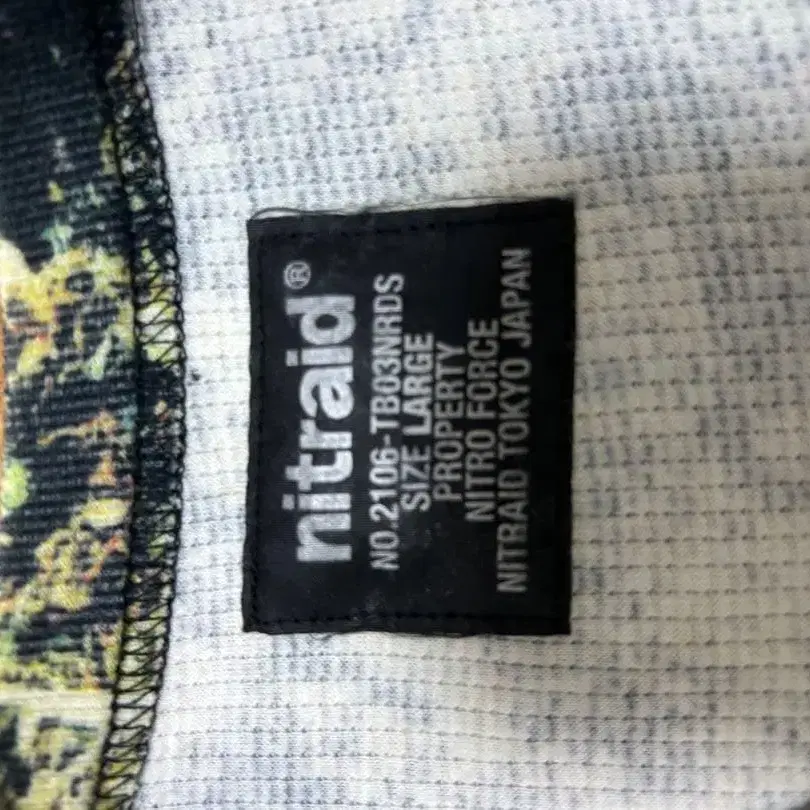 nitraid®
NO.2106-TB03NRDS
SIZE LARGE
PROPERTY
NITRO FORCE
NITRAID TOKYO JAPAN